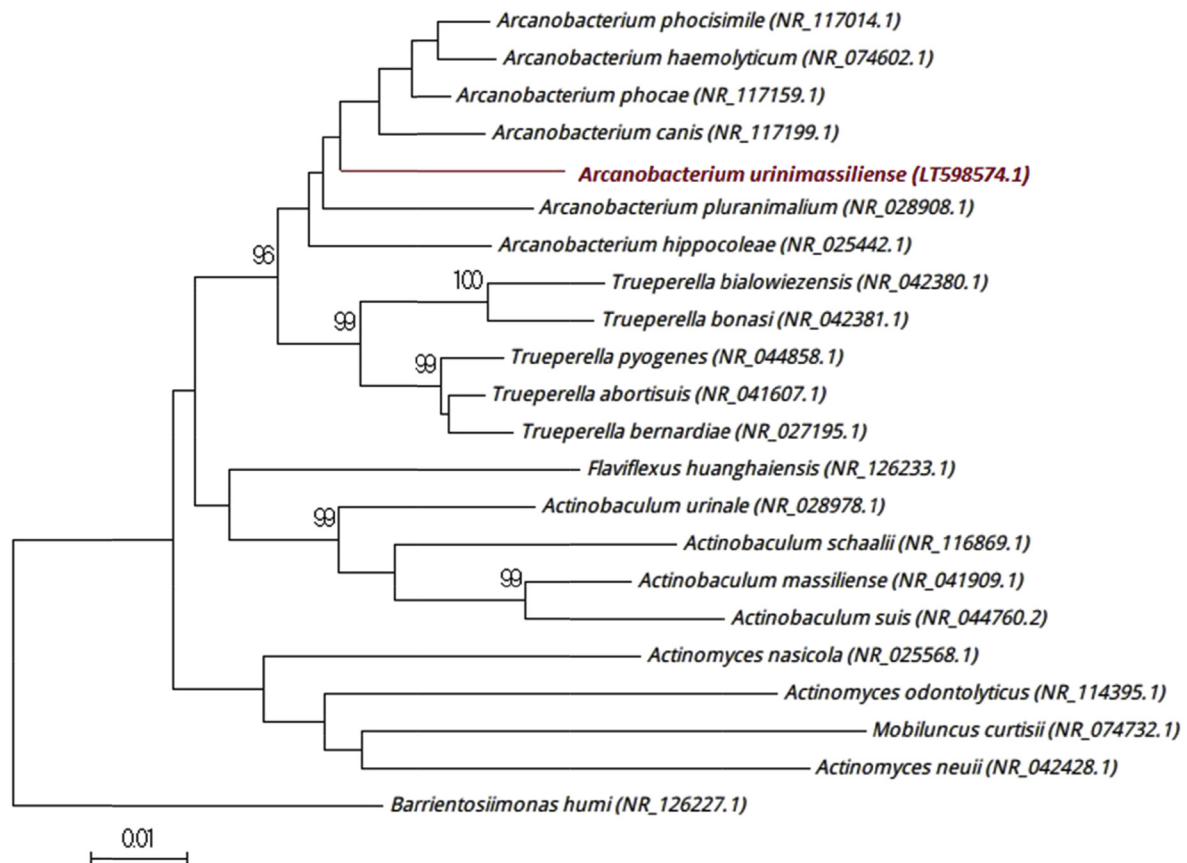 Arcanobacterium phocisimile (NR_117014.1)
Arcanobacterium haemolyticum (NR_074602.1)
Arcanobacterium phocae (NR_117159.1)
Arcanobacterium canis (NR_117199.1)
Arcanobacterium urinimassiliense (LT598574.1)
Arcanobacterium pluranimalium (NR_028908.1)
Arcanobacterium hippocoleae (NR_025442.1)
96
100
Trueperella bialowiezensis (NR_042380.1)
Trueperella bonasi (NR_042381.1)
99
99
Trueperella pyogenes (NR_044858.1)
Trueperella abortisuis (NR_041607.1)
Trueperella bernardiae (NR_027195.1)
Flaviflexus huanghaiensis (NR_126233.1)
99
Actinobaculum urinale (NR_028978.1)
Actinobaculum schaalii (NR_116869.1)
99
Actinobaculum massiliense (NR_041909.1)
Actinobaculum suis (NR_044760.2)
Actinomyces nasicola (NR_025568.1)
Actinomyces odontolyticus (NR_114395.1)
Mobiluncus curtisii (NR_074732.1)
Actinomyces neuii (NR_042428.1)
Barrientosiimonas humi (NR_126227.1)
0.01